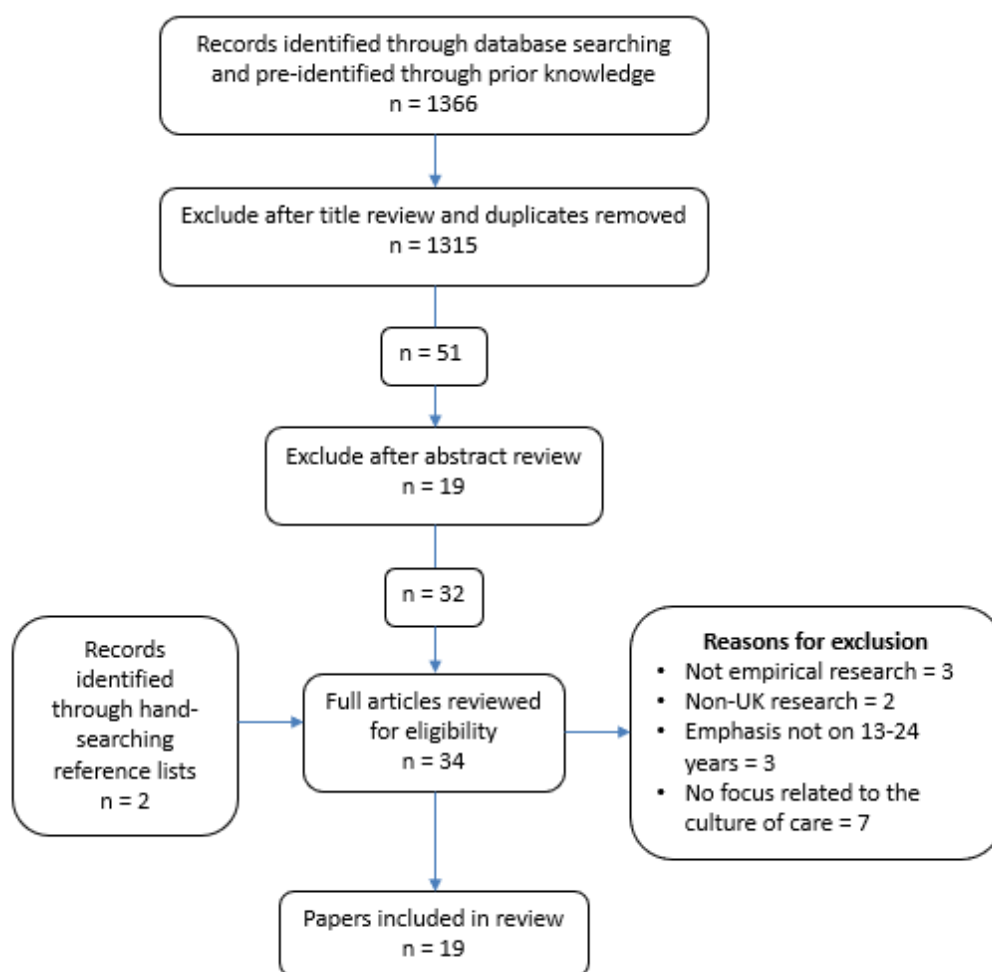 Records identified through database searching
and pre-identified through prior knowledge
n = 1366
Exclude after title review and duplicates removed
n = 1315
n = 51
Exclude after abstract review
n = 19
n = 32
Records
identified
through hand-
searching
reference lists
n = 2
Full articles reviewed
for eligibility
n = 34
Reasons for exclusion
• Not empirical research = 3
• Non-UK research = 2
• Emphasis not on 13-24
years = 3
• No focus related to the
culture of care = 7
Papers included in review
n = 19